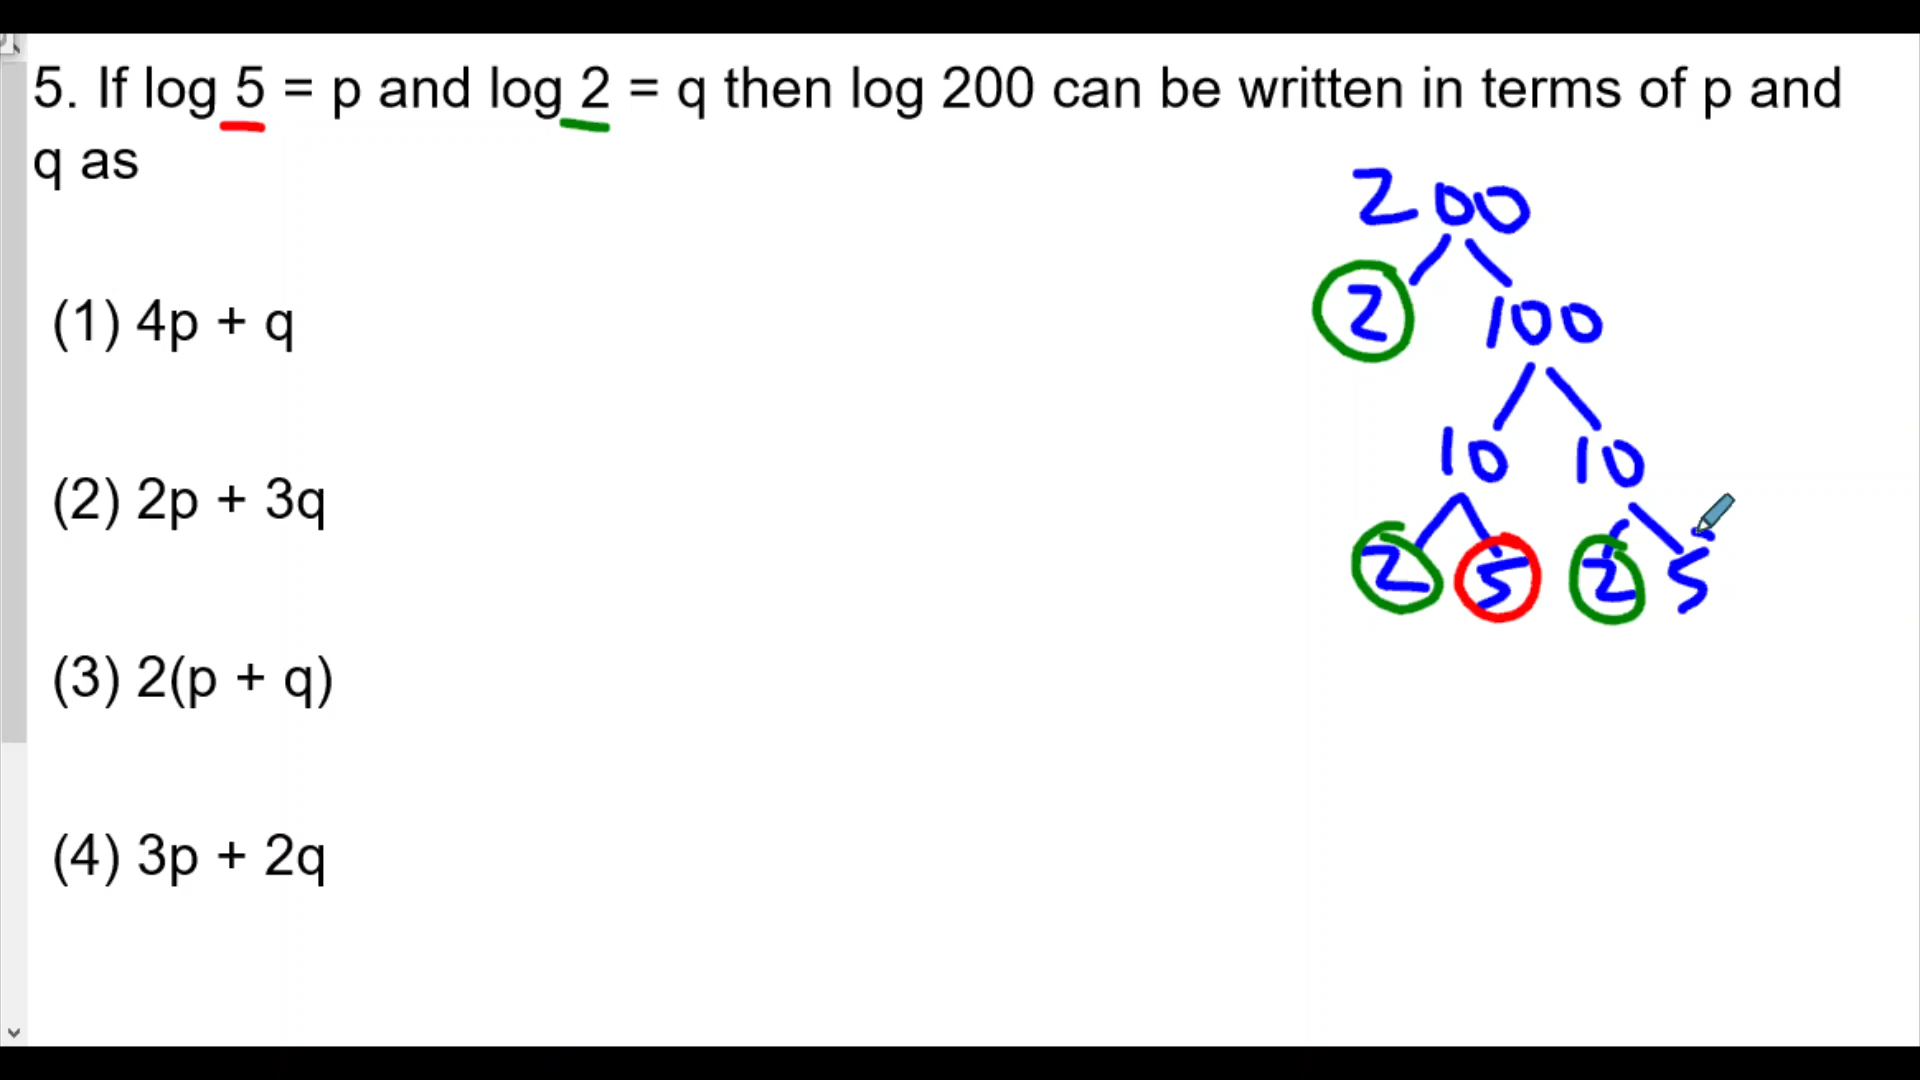 5. If log 5 = p and log 2 = q then log 200 can be written in terms of p and
q as
200
(1) 4p + q
2 100
10 10
(2) 2p + 3q
2 5 2 5
(3) 2(p + q)
(4) 3p + 2q